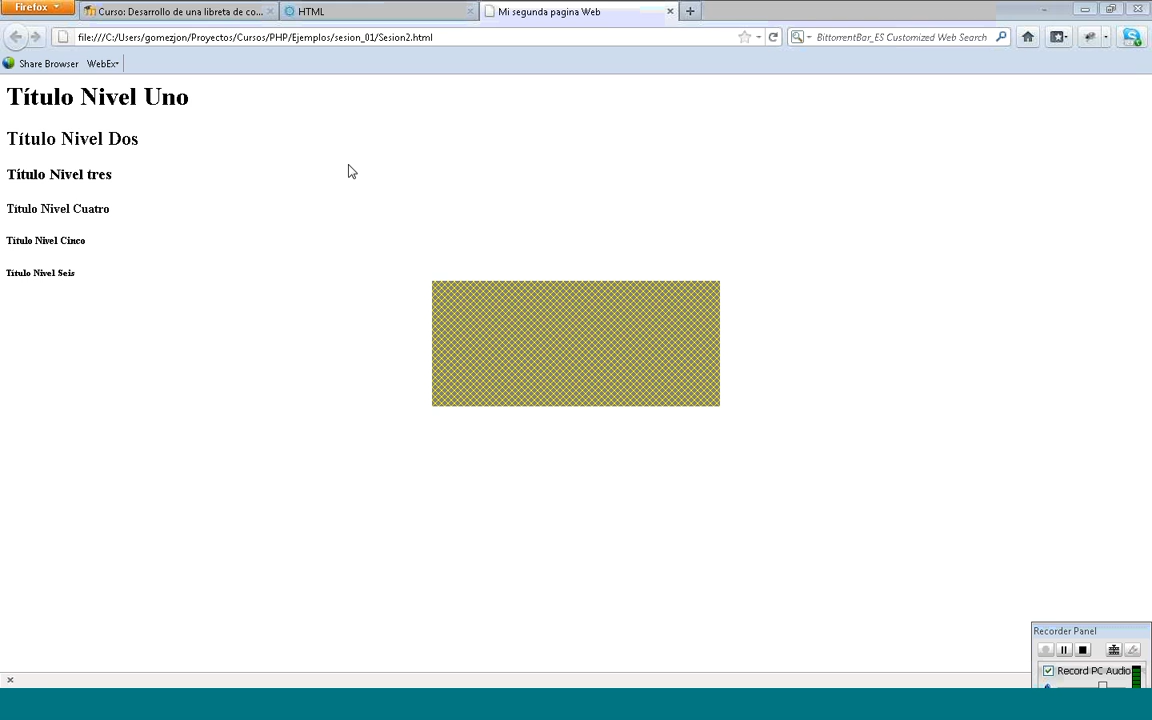 Firefox
Curso: Desarrollo de una libreta de co...
HTML
Mi segunda pagina Web
file:///C:/Users/gomezjon/Proyectos/Cursos/PHP/Ejemplos/sesion_01/Sesion2.html
BittorrentBar_ES Customized Web Search
Share Browser WebEx
Título Nivel Uno
Título Nivel Dos
Título Nivel tres
Título Nivel Cuatro
Título Nivel Cinco
Título Nivel Seis
Recorder Panel
Record PC Audio